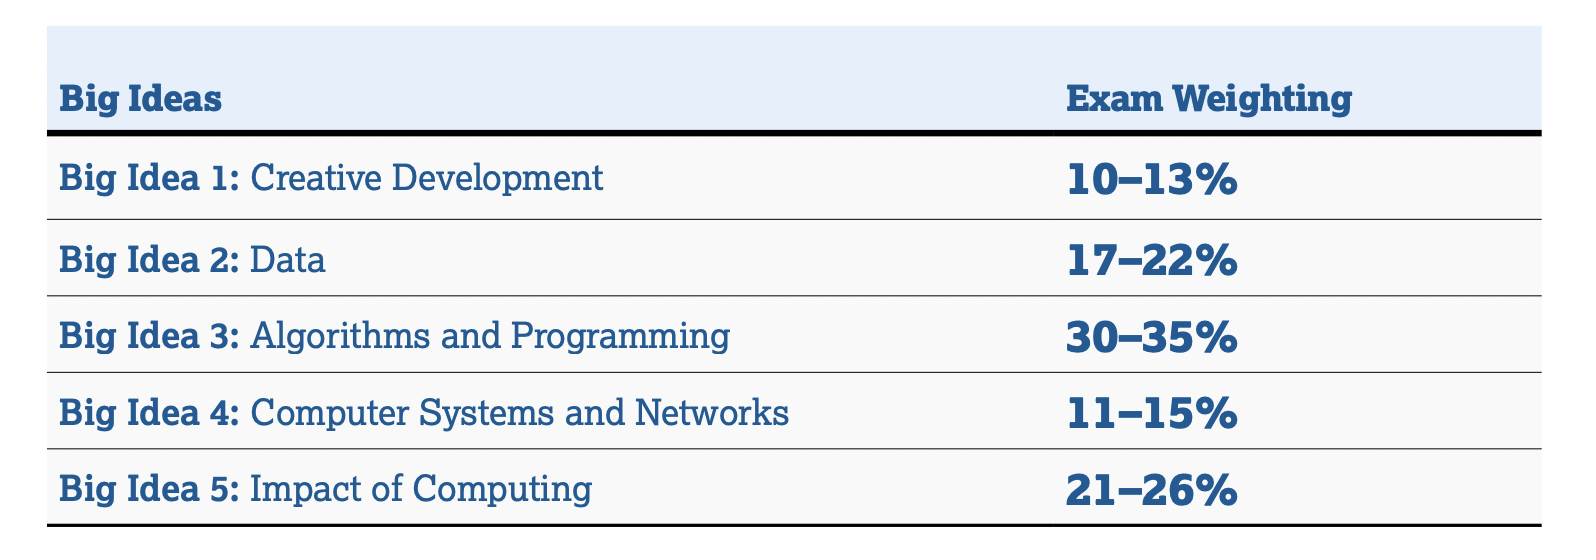 Big Ideas Exam Weighting
Big Idea 1: Creative Development 10–13%
Big Idea 2: Data 17–22%
Big Idea 3: Algorithms and Programming 30–35%
Big Idea 4: Computer Systems and Networks 11–15%
Big Idea 5: Impact of Computing 21–26%